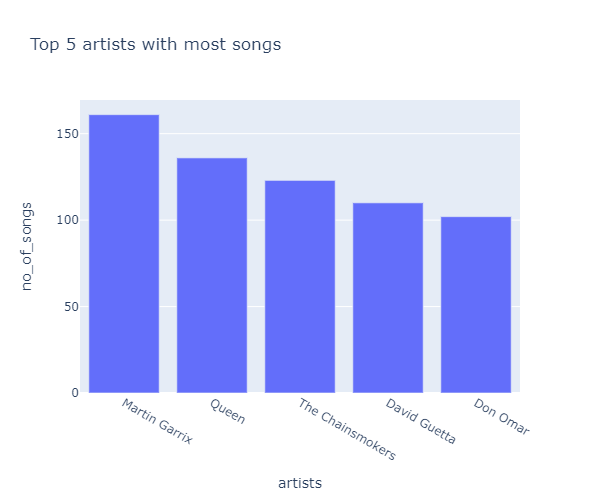 Top 5 artists with most songs
150
100
50
0
no_of_songs
Martin Garrix
Queen
The Chainsmokers
David Guetta
Don Omar
artists